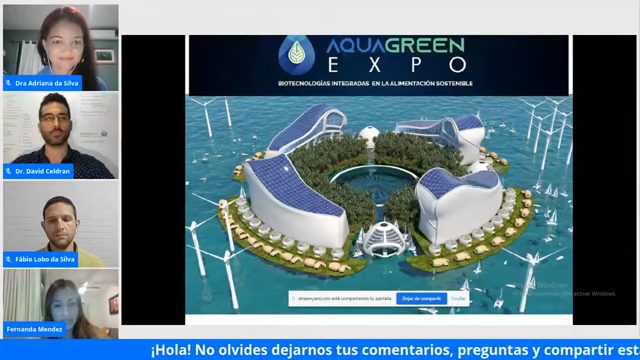 AQUAGREEN
EXPO
BIOTECNOLOGÍAS INTEGRADAS EN LA ALIMENTACIÓN SOSTENIBLE
Dra Adriana da Silva
Dr. David Celdran
Fábio Lobo da Silva
Fernanda Mendez
streamyard.com está compartiendo tu pantalla.
Dejar de compartir
Ocultar
¡Hola! No olvides dejarnos tus comentarios, preguntas y compartir est